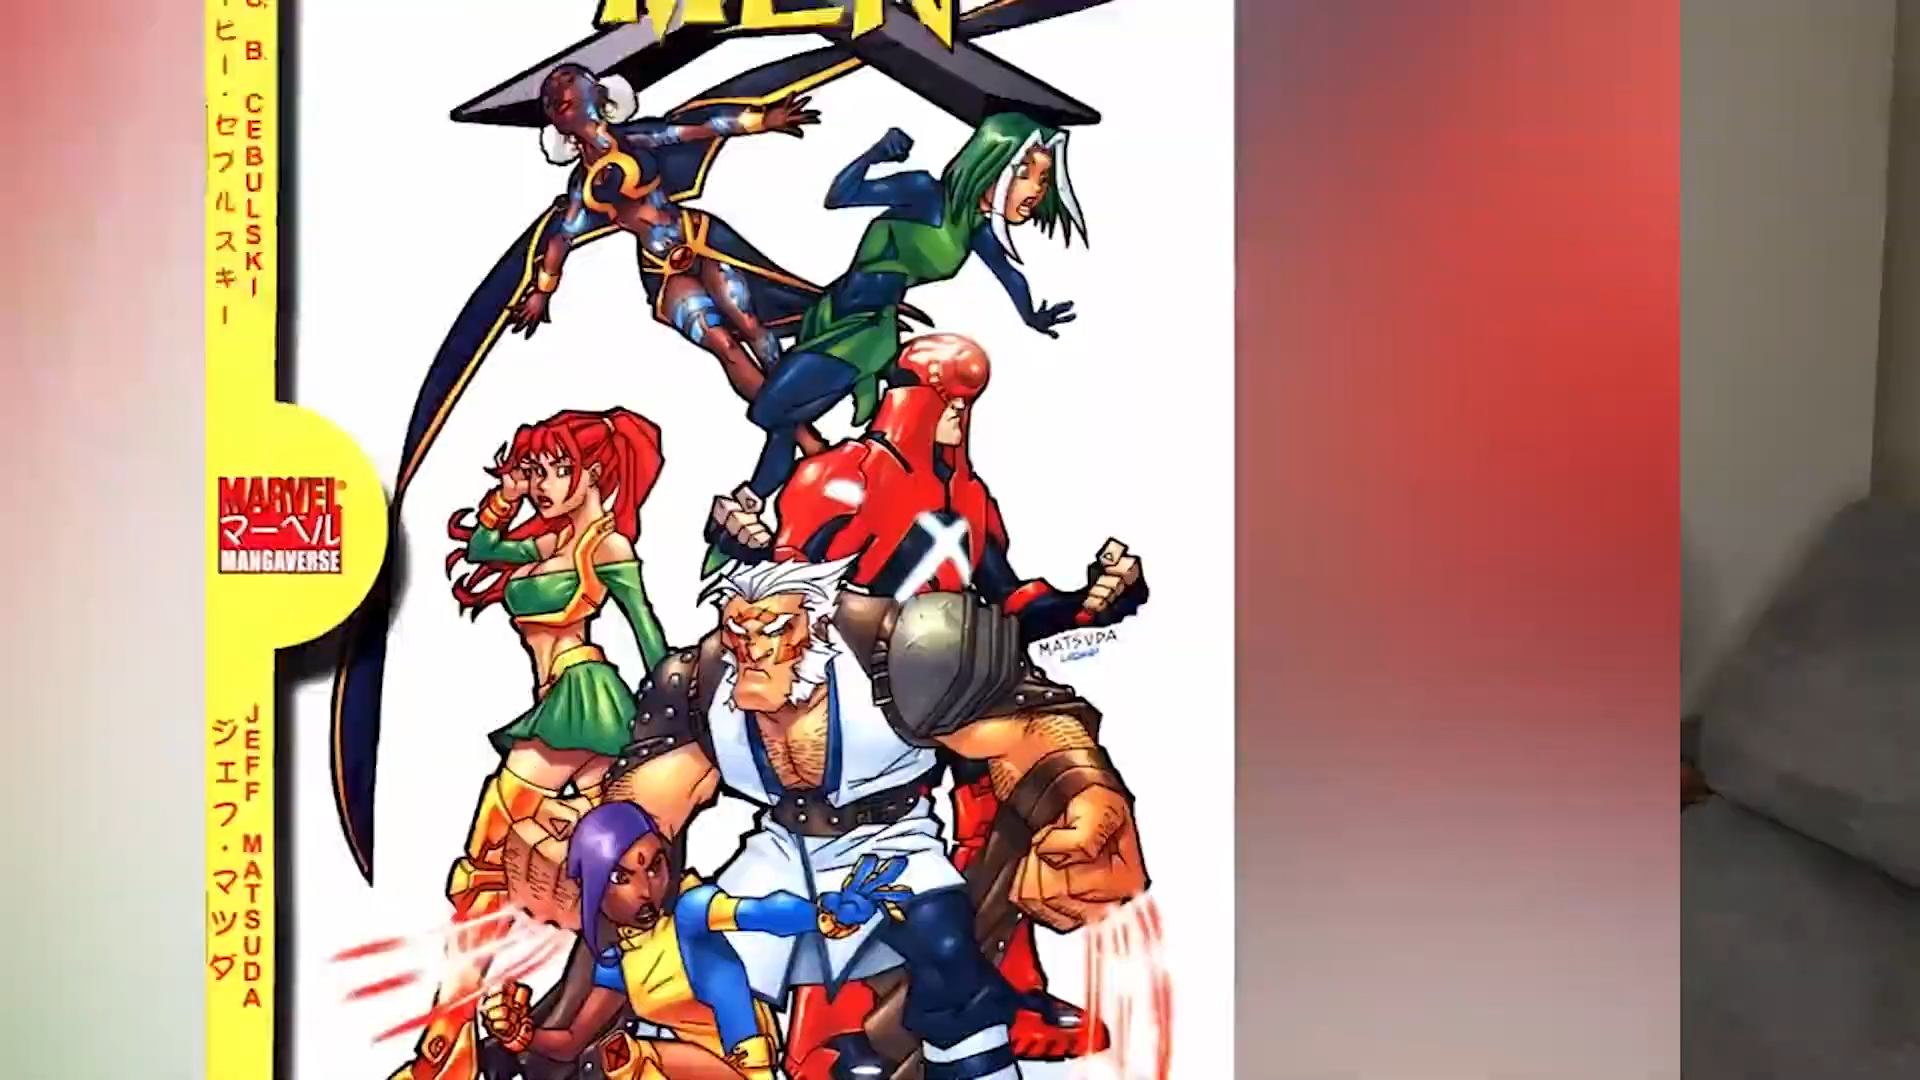 MEN
B. CEBULSKI
ービー・セブルスキー
MARVEL
マーベル
MANGAVERSE
MATSUDA
JEFF MATSUDA
ジェフ・マツダ